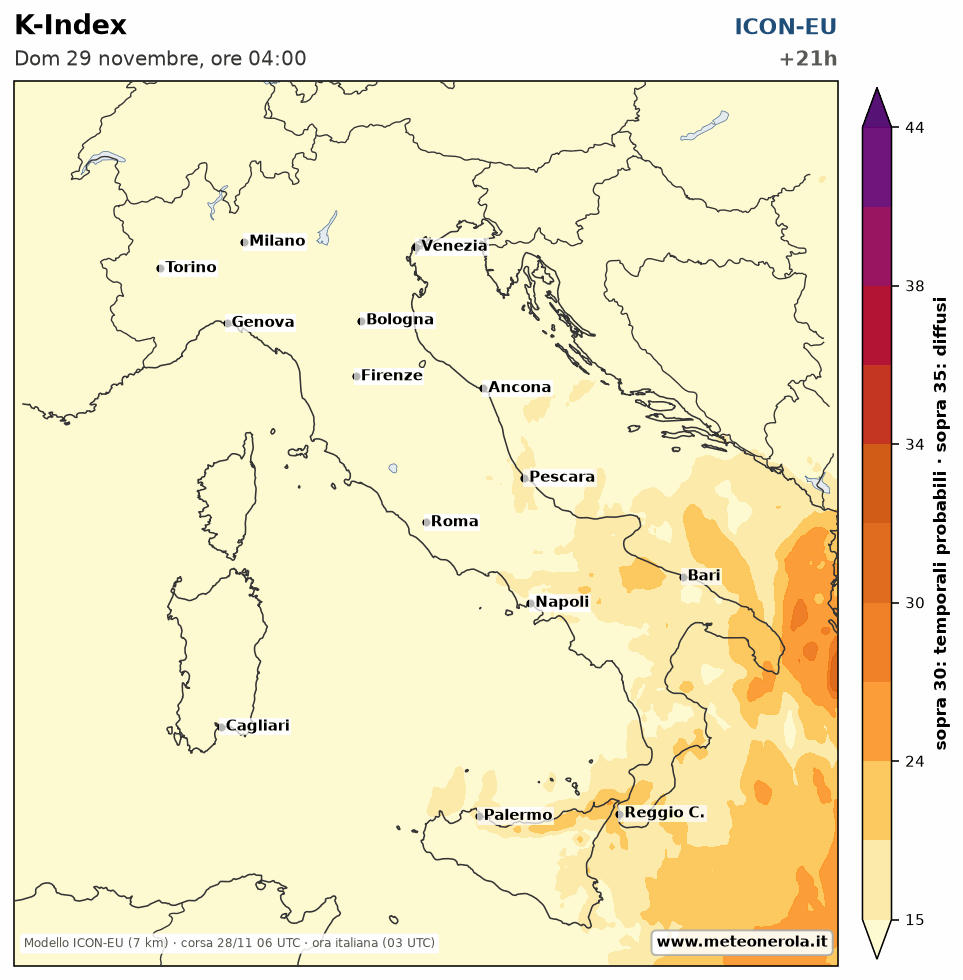 K-Index
ICON-EU
Dom 29 novembre, ore 04:00
+21h
44
Milano
Venezia
Torino
38
Genova
Bologna
Firenze
Ancona
34
Pescara
Roma
Bari
30
Napoli
Cagliari
24
Palermo
Reggio C.
15
sopra 30: temporali probabili · sopra 35: diffusi
Modello ICON-EU (7 km) · corsa 28/11 06 UTC · ora italiana (03 UTC)
www.meteonerola.it